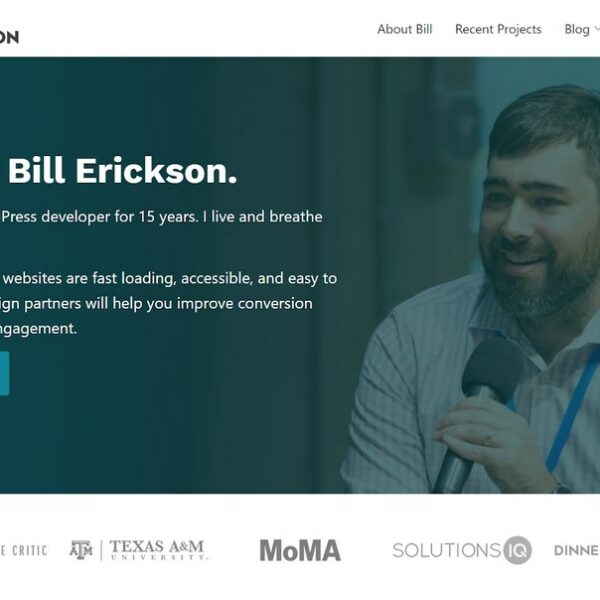 ON
About Bill Recent Projects Blog
Bill Erickson.
Press developer for 15 years. I live and breathe
websites are fast loading, accessible, and easy to
ign partners will help you improve conversion
ngagement.
E CRITIC
ATM TEXAS A&M
UNIVERSITY.
MoMA
SOLUTIONS IQ
DINNE